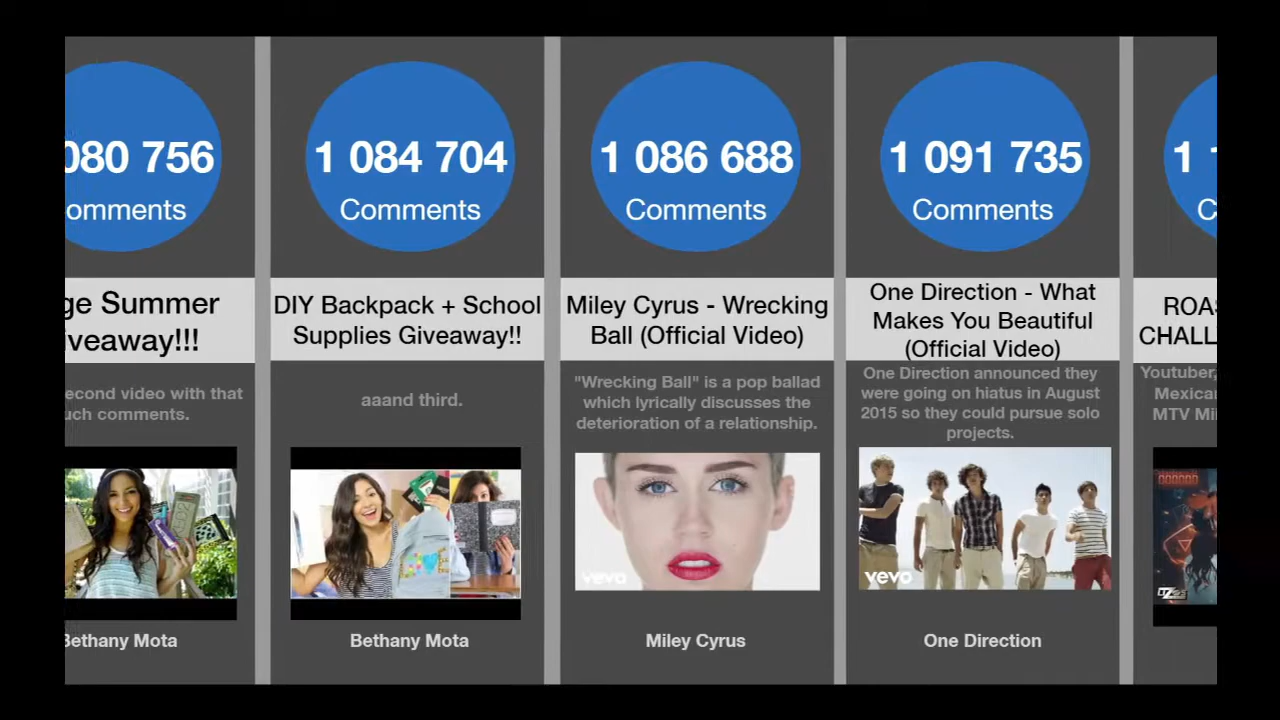 080 756
omments
ge Summer
iveaway!!!
econd video with that
uch comments.
Bethany Mota
1 084 704
Comments
DIY Backpack + School
Supplies Giveaway!!
aaand third.
Bethany Mota
1 086 688
Comments
Miley Cyrus - Wrecking
Ball (Official Video)
"Wrecking Ball" is a pop ballad
which lyrically discusses the
deterioration of a relationship.
vevo
Miley Cyrus
1 091 735
Comments
One Direction - What
Makes You Beautiful
(Official Video)
One Direction announced they
were going on hiatus in August
2015 so they could pursue solo
projects.
vevo
One Direction
1 1
C
ROAS
CHALL
Youtuber,
Mexican
MTV Mi